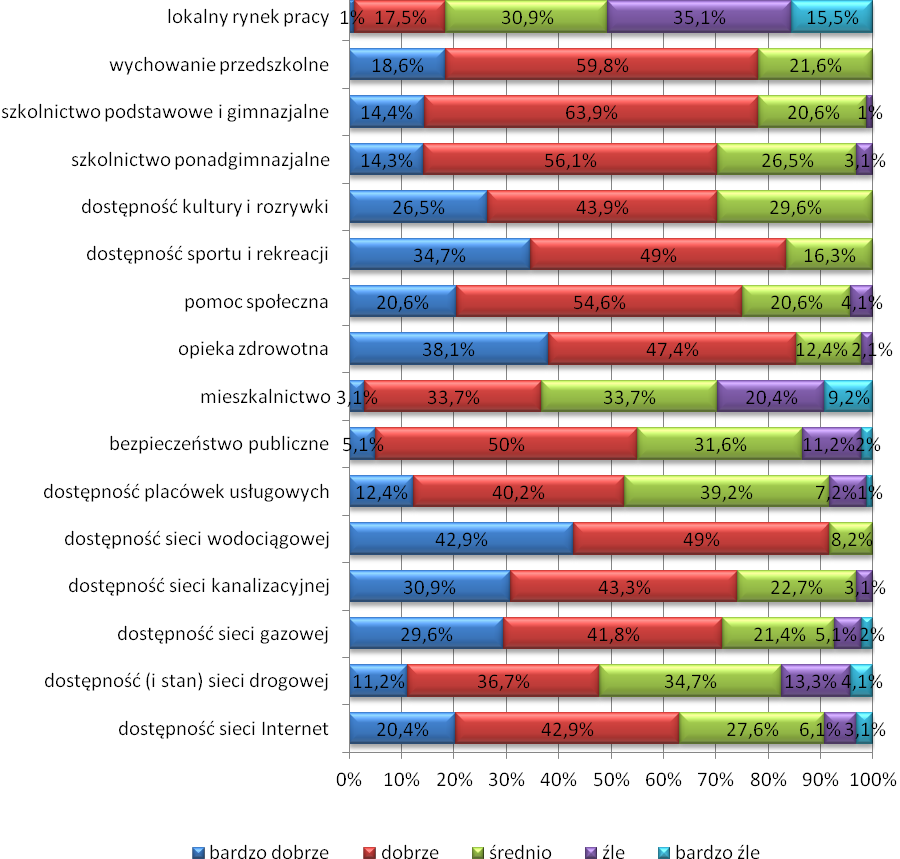 lokalny rynek pracy 1% 17,5% 30,9% 35,1% 15,5%
wychowanie przedszkolne 18,6% 59,8% 21,6%
szkolnictwo podstawowe i gimnazjalne 14,4% 63,9% 20,6% 1%
szkolnictwo ponadgimnazjalne 14,3% 56,1% 26,5% 3,1%
dostępność kultury i rozrywki 26,5% 43,9% 29,6%
dostępność sportu i rekreacji 34,7% 49% 16,3%
pomoc społeczna 20,6% 54,6% 20,6% 4,1%
opieka zdrowotna 38,1% 47,4% 12,4% 2,1%
mieszkalnictwo 3,1% 33,7% 33,7% 20,4% 9,2%
bezpieczeństwo publiczne 5,1% 50% 31,6% 11,2% 2%
dostępność placówek usługowych 12,4% 40,2% 39,2% 7,2% 1%
dostępność sieci wodociągowej 42,9% 49% 8,2%
dostępność sieci kanalizacyjnej 30,9% 43,3% 22,7% 3,1%
dostępność sieci gazowej 29,6% 41,8% 21,4% 5,1% 2%
dostępność (i stan) sieci drogowej 11,2% 36,7% 34,7% 13,3% 4,1%
dostępność sieci Internet 20,4% 42,9% 27,6% 6,1% 3,1%
0% 10% 20% 30% 40% 50% 60% 70% 80% 90% 100%
bardzo dobrze dobrze średnio źle bardzo źle